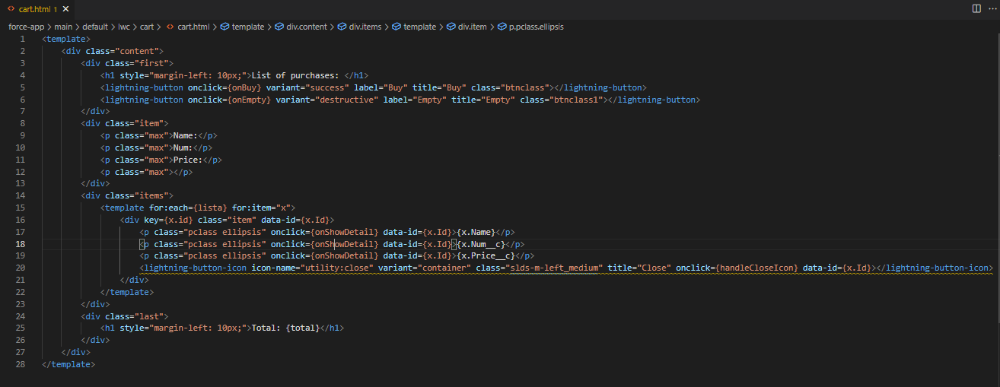 cart.html 1
force-app > main > default > lwc > cart > cart.html > template > div.content > div.items > template > div.item > p.pclass.ellipsis
1 <template>
2 <div class="content">
3 <div class="first">
4 <h1 style="margin-left: 10px;">List of purchases: </h1>
5 <lightning-button onclick={onBuy} variant="success" label="Buy" title="Buy" class="btnclass"></lightning-button>
6 <lightning-button onclick={onEmpty} variant="destructive" label="Empty" title="Empty" class="btnclass1"></lightning-button>
7 </div>
8 <div class="item">
9 <p class="max">Name:</p>
10 <p class="max">Num:</p>
11 <p class="max">Price:</p>
12 <p class="max"></p>
13 </div>
14 <div class="items">
15 <template for:each={lista} for:item="x">
16 <div key={x.id} class="item" data-id={x.Id}>
17 <p class="pclass ellipsis" onclick={onShowDetail} data-id={x.Id}>{x.Name}</p>
18 <p class="pclass ellipsis" onclick={onShowDetail} data-id={x.Id}>{x.Num__c}</p>
19 <p class="pclass ellipsis" onclick={onShowDetail} data-id={x.Id}>{x.Price__c}</p>
20 <lightning-button-icon icon-name="utility:close" variant="container" class="slds-m-left_medium" title="Close" onclick={handleCloseIcon} data-id={x.Id}></lightning-button-icon>
21 </div>
22 </template>
23 </div>
24 <div class="last">
25 <h1 style="margin-left: 10px;">Total: {total}</h1>
26 </div>
27 </div>
28 </template>